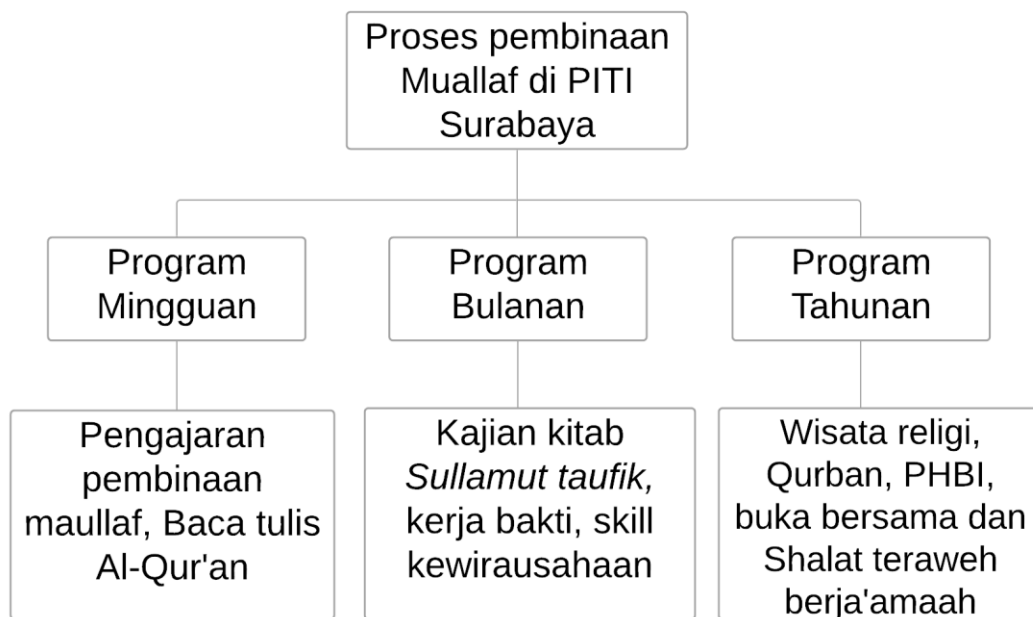 Proses pembinaan
Muallaf di PITI
Surabaya
Program
Mingguan
Program
Bulanan
Program
Tahunan
Pengajaran
pembinaan
maullaf, Baca tulis
Al-Qur'an
Kajian kitab
Sullamut taufik,
kerja bakti, skill
kewirausahaan
Wisata religi,
Qurban, PHBI,
buka bersama dan
Shalat teraweh
berja'amaah